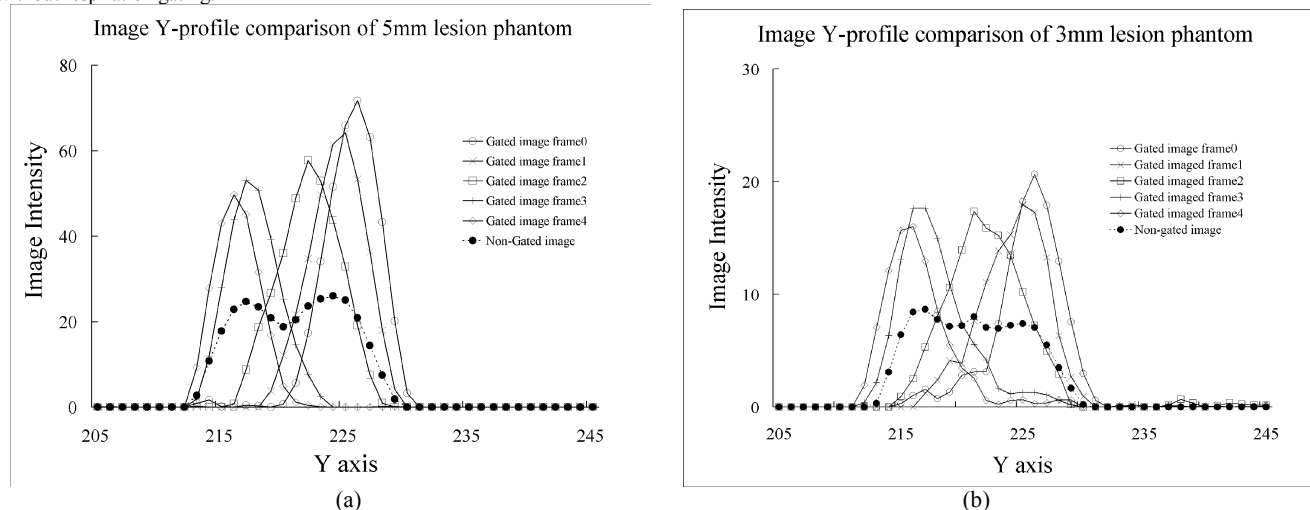 Image Y-profile comparison of 5mm lesion phantom
80
60
40
20
0
Image Intensity
Gated image frame0
Gated image frame1
Gated image frame2
Gated image frame3
Gated image frame4
Non-Gated image
205 215 225 235 245
Y axis
(a)
Image Y-profile comparison of 3mm lesion phantom
30
20
10
0
Image Intensity
Gated image frame0
Gated imaged frame1
Gated imaged frame2
Gated imaged frame3
Gated imaged frame4
Non-gated image
205 215 225 235 245
Y axis
(b)